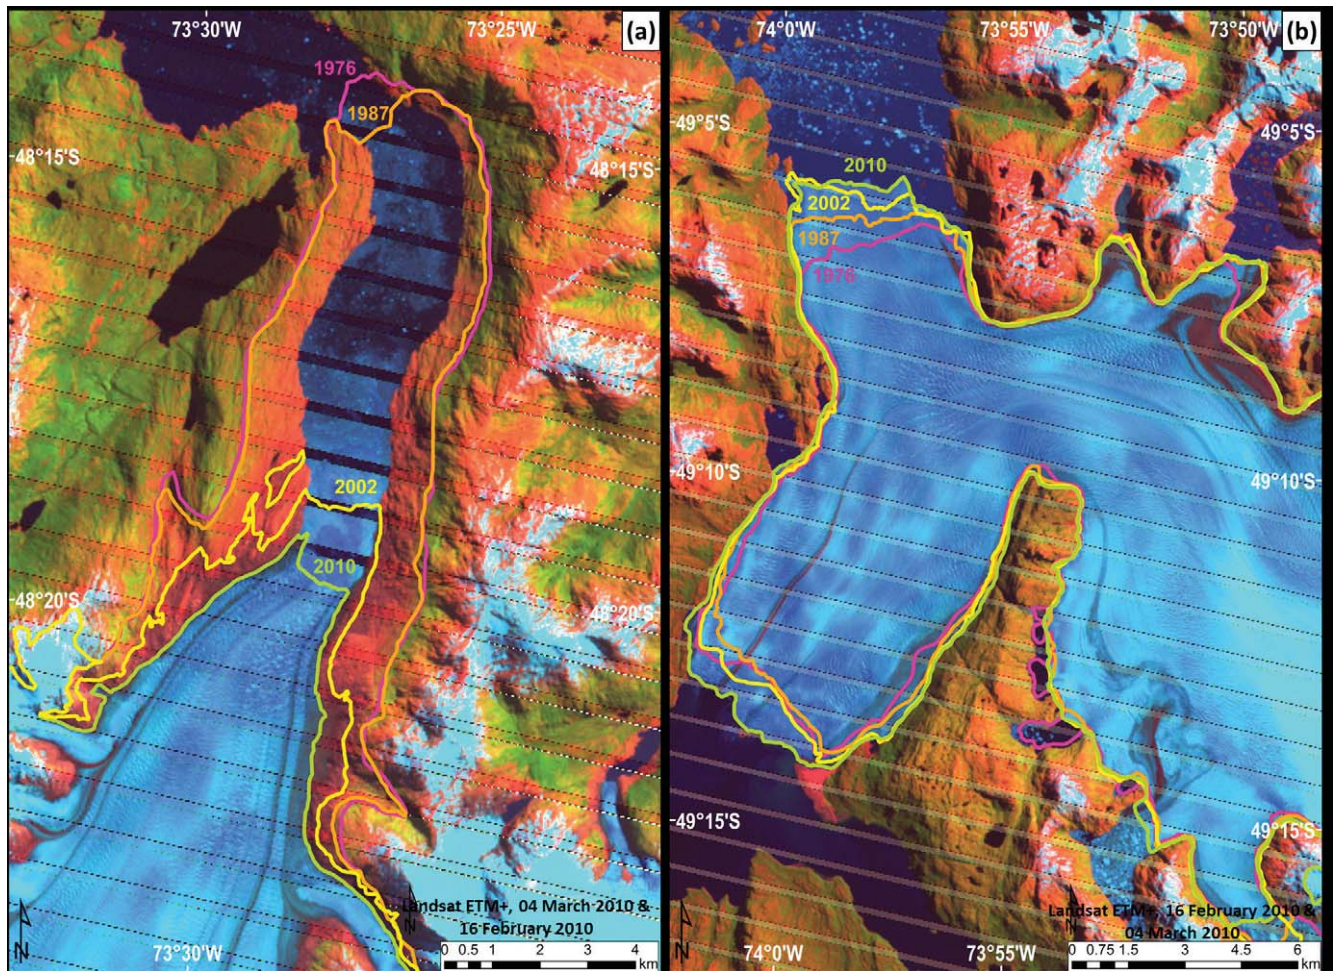 73°30'W
73°25'W
(a)
1976
1987
48°15'S
48°15'S
2002
2010
48°20'S
48°20'S
Landsat ETM+, 04 March 2010 &
16 February 2010
N
73°30'W
0 0.5 1 2 3 4
km
74°0'W
73°55'W
73°50'W
(b)
49°5'S
49°5'S
2010
2002
1987
1976
49°10'S
49°10'S
49°15'S
49°15'S
Landsat ETM+, 16 February 2010 &
04 March 2010
N
74°0'W
73°55'W
0 0.75 1.5 3 4.5 6
km